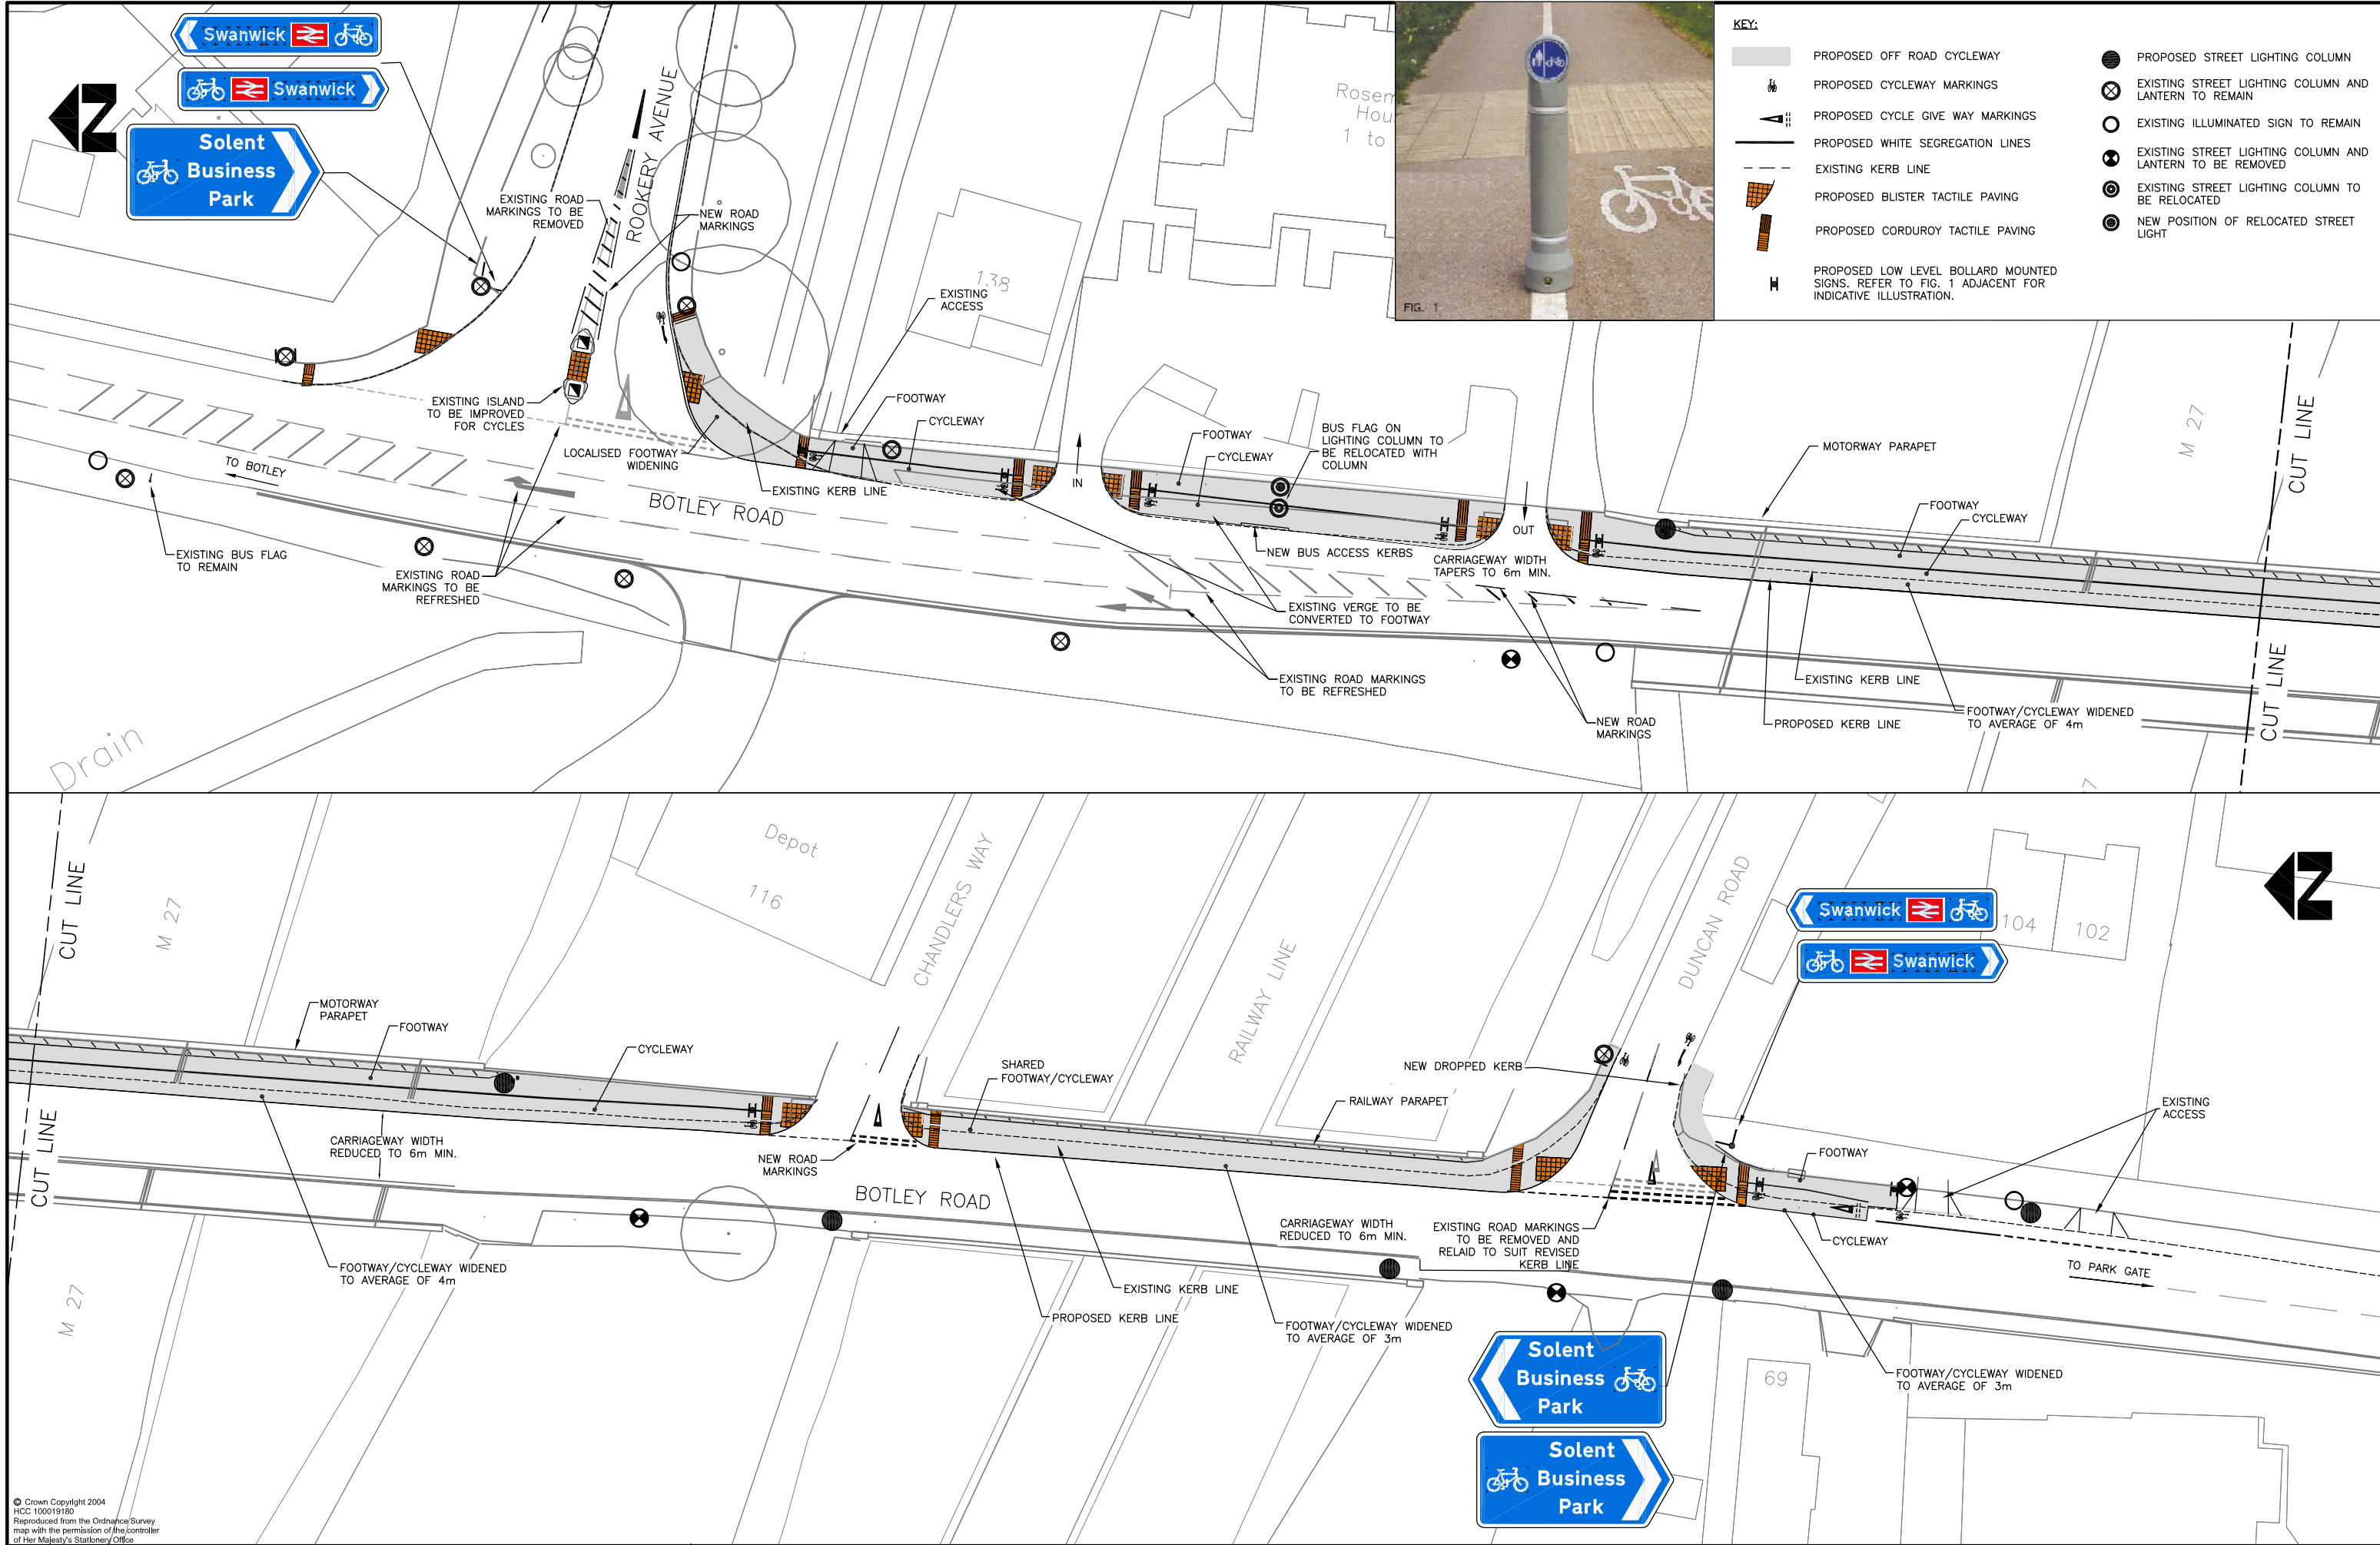 Swanwick
Swanwick
Solent
Business
Park
N
ROOKERY AVENUE
EXISTING ROAD
MARKINGS TO BE
REMOVED
NEW ROAD
MARKINGS
138
EXISTING
ACCESS
FOOTWAY
CYCLEWAY
EXISTING ISLAND
TO BE IMPROVED
FOR CYCLES
LOCALISED FOOTWAY
WIDENING
EXISTING KERB LINE
TO BOTLEY
BOTLEY ROAD
EXISTING BUS FLAG
TO REMAIN
EXISTING ROAD
MARKINGS TO BE
REFRESHED
IN
FOOTWAY
CYCLEWAY
BUS FLAG ON
LIGHTING COLUMN TO
BE RELOCATED WITH
COLUMN
NEW BUS ACCESS KERBS
OUT
CARRIAGEWAY WIDTH
TAPERS TO 6m MIN.
EXISTING VERGE TO BE
CONVERTED TO FOOTWAY
EXISTING ROAD MARKINGS
TO BE REFRESHED
NEW ROAD
MARKINGS
MOTORWAY PARAPET
FOOTWAY
CYCLEWAY
EXISTING KERB LINE
PROPOSED KERB LINE
FOOTWAY/CYCLEWAY WIDENED
TO AVERAGE OF 4m
M 27
CUT LINE
CUT LINE
Drain
Rosem
Hou
1 to
FIG. 1
KEY:
PROPOSED OFF ROAD CYCLEWAY
PROPOSED CYCLEWAY MARKINGS
PROPOSED CYCLE GIVE WAY MARKINGS
PROPOSED WHITE SEGREGATION LINES
EXISTING KERB LINE
PROPOSED BLISTER TACTILE PAVING
PROPOSED CORDUROY TACTILE PAVING
PROPOSED LOW LEVEL BOLLARD MOUNTED
SIGNS. REFER TO FIG. 1 ADJACENT FOR
INDICATIVE ILLUSTRATION.
PROPOSED STREET LIGHTING COLUMN
EXISTING STREET LIGHTING COLUMN AND
LANTERN TO REMAIN
EXISTING ILLUMINATED SIGN TO REMAIN
EXISTING STREET LIGHTING COLUMN AND
LANTERN TO BE REMOVED
EXISTING STREET LIGHTING COLUMN TO
BE RELOCATED
NEW POSITION OF RELOCATED STREET
LIGHT
CUT LINE
CUT LINE
M 27
M 27
MOTORWAY
PARAPET
FOOTWAY
CYCLEWAY
Depot
116
CHANDLERS WAY
SHARED
FOOTWAY/CYCLEWAY
RAILWAY LINE
RAILWAY PARAPET
NEW DROPPED KERB
DUNCAN ROAD
Swanwick
Swanwick
104
102
N
EXISTING
ACCESS
FOOTWAY
CYCLEWAY
TO PARK GATE
CARRIAGEWAY WIDTH
REDUCED TO 6m MIN.
NEW ROAD
MARKINGS
BOTLEY ROAD
FOOTWAY/CYCLEWAY WIDENED
TO AVERAGE OF 4m
EXISTING KERB LINE
PROPOSED KERB LINE
CARRIAGEWAY WIDTH
REDUCED TO 6m MIN.
FOOTWAY/CYCLEWAY WIDENED
TO AVERAGE OF 3m
EXISTING ROAD MARKINGS
TO BE REMOVED AND
RELAID TO SUIT REVISED
KERB LINE
FOOTWAY/CYCLEWAY WIDENED
TO AVERAGE OF 3m
69
Solent
Business
Park
Solent
Business
Park
© Crown Copyright 2004
HCC 100019180
Reproduced from the Ordnance Survey
map with the permission of the controller
of Her Majesty's Stationery Office